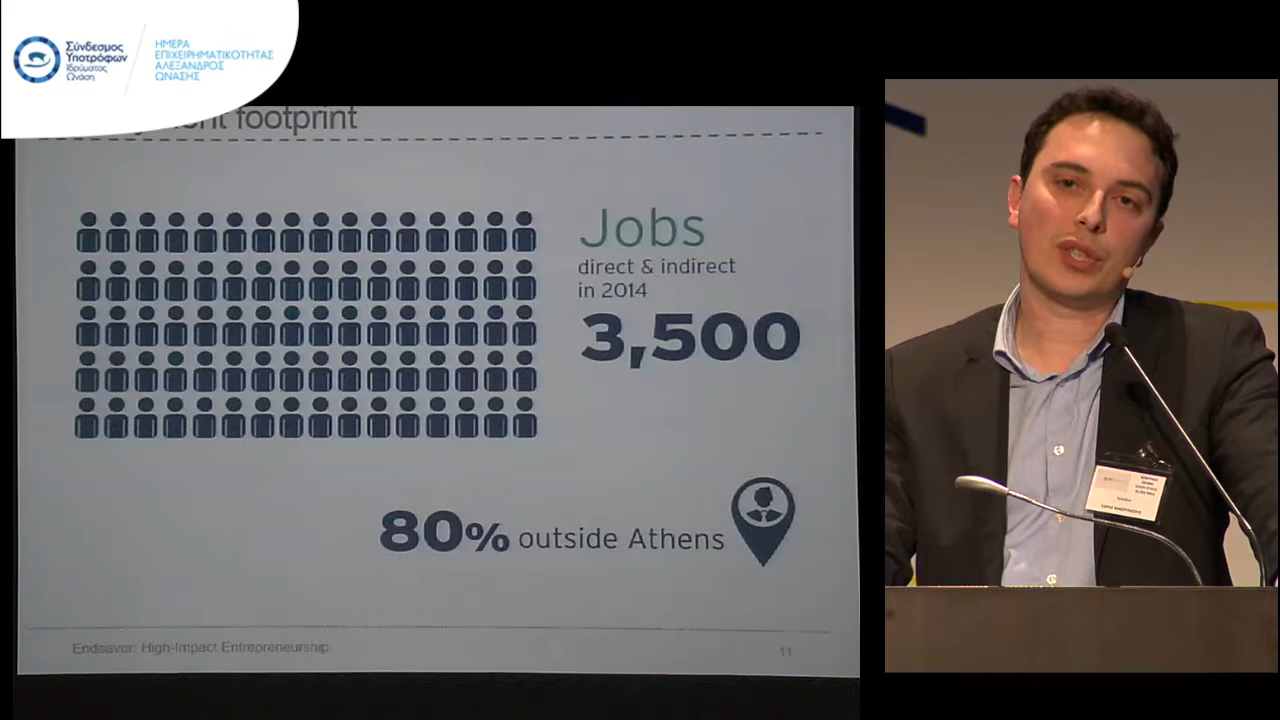 Σύνδεσμος
Υποτρόφων
Ιδρύματος
Ωνάση
ΗΜΕΡΑ
ΕΠΙΧΕΙΡΗΜΑΤΙΚΟΤΗΤΑΣ
ΑΛΕΞΑΝΔΡΟΣ
ΩΝΑΣΗΣ
footprint
Jobs
direct & indirect
in 2014
3,500
80% outside Athens
Endeavor: High-Impact Entrepreneurship
11
Speaker